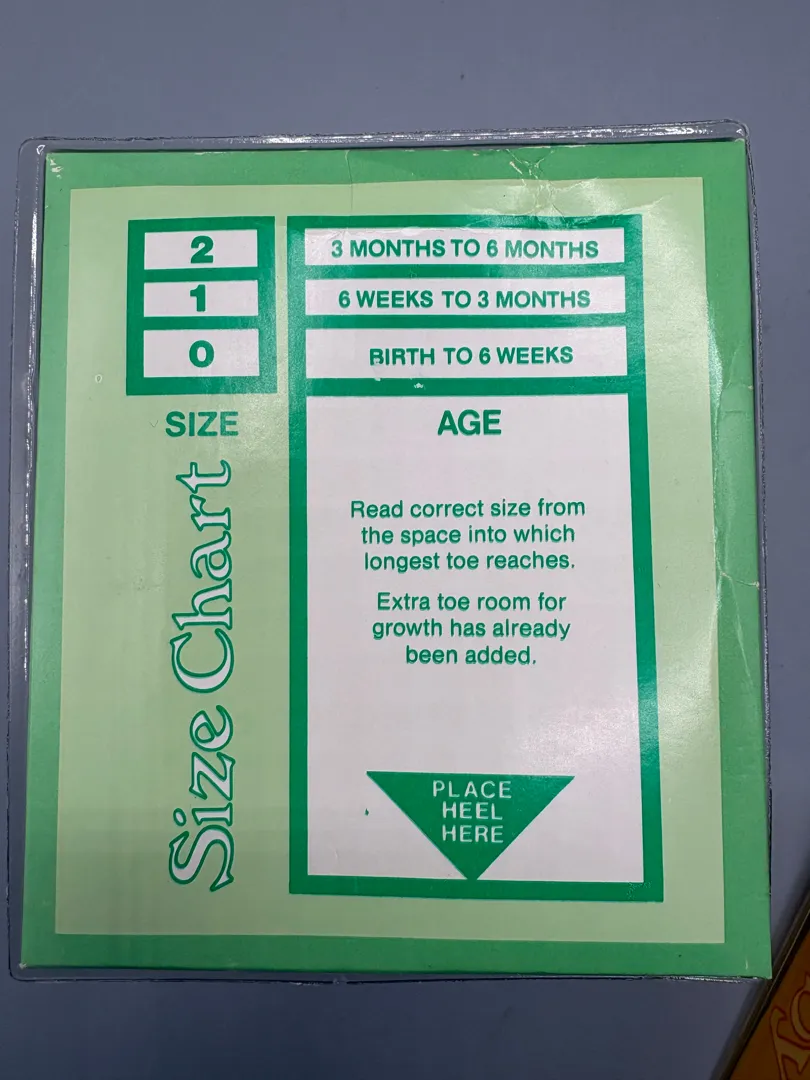 2 3 MONTHS TO 6 MONTHS
1 6 WEEKS TO 3 MONTHS
0 BIRTH TO 6 WEEKS
SIZE AGE
Size Chart
Read correct size from
the space into which
longest toe reaches.
Extra toe room for
growth has already
been added.
PLACE
HEEL
HERE